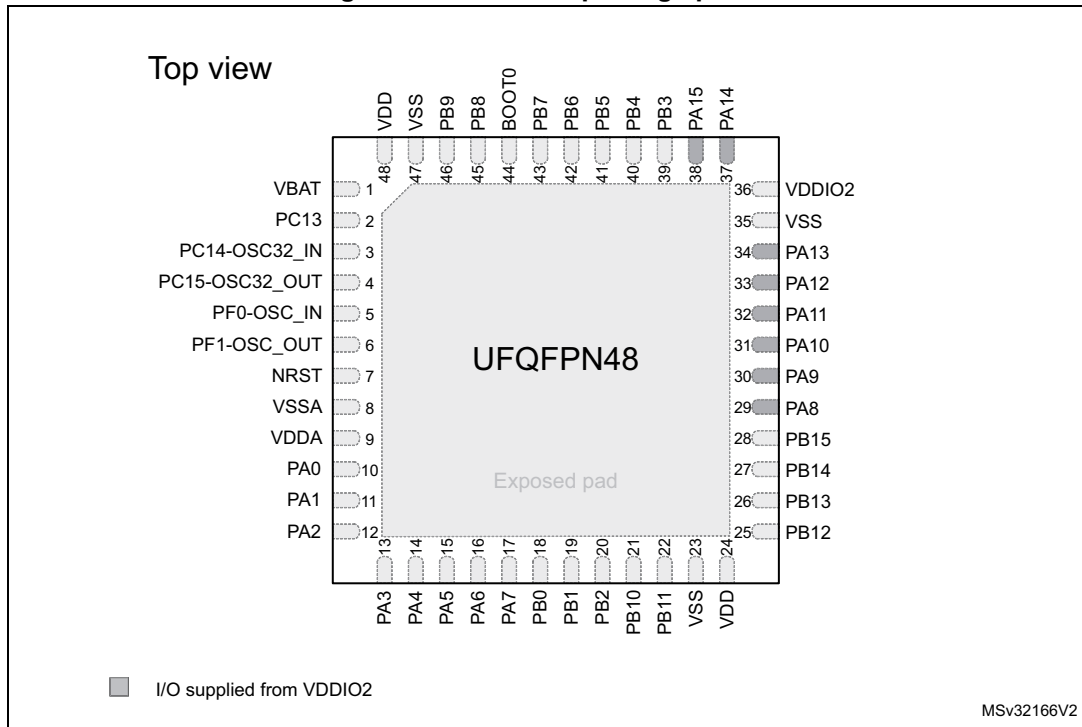 Top view
VDD
VSS
PB9
PB8
BOOT0
PB7
PB6
PB5
PB4
PB3
PA15
PA14
48
47
46
45
44
43
42
41
40
39
38
37
VBAT 1
PC13 2
PC14-OSC32_IN 3
PC15-OSC32_OUT 4
PF0-OSC_IN 5
PF1-OSC_OUT 6
NRST 7
VSSA 8
VDDA 9
PA0 10
PA1 11
PA2 12
UFQFPN48
Exposed pad
36 VDDIO2
35 VSS
34 PA13
33 PA12
32 PA11
31 PA10
30 PA9
29 PA8
28 PB15
27 PB14
26 PB13
25 PB12
13
14
15
16
17
18
19
20
21
22
23
24
PA3
PA4
PA5
PA6
PA7
PB0
PB1
PB2
PB10
PB11
VSS
VDD
I/O supplied from VDDIO2
MSv32166V2